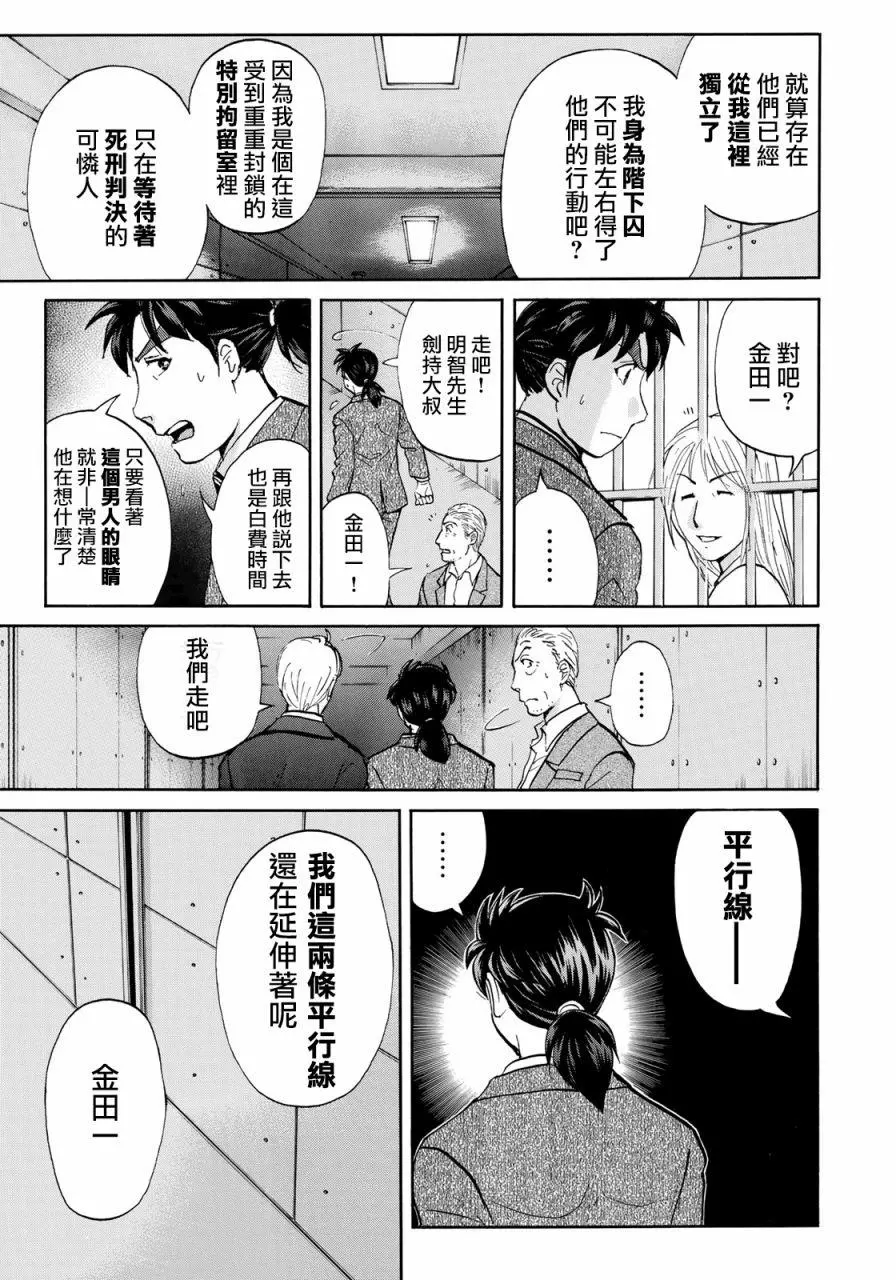 就算存在
他們已經
從我這裡
獨立了
我身為階下囚
不可能左右得了
他們的行動吧？
因為我是個在這
受到重重封鎖的
特別拘留室裡
只在等待著
死刑判決的
可憐人
對吧？
金田一
……
走吧！
明智先生
劍持大叔
金田一！
再跟他說下去
也是白費時間
只要看著
這個男人的眼睛
就非—常清楚
他在想什麼了
……
我們走吧
平行線——
……
我們這兩條平行線
還在延伸著呢
金田一